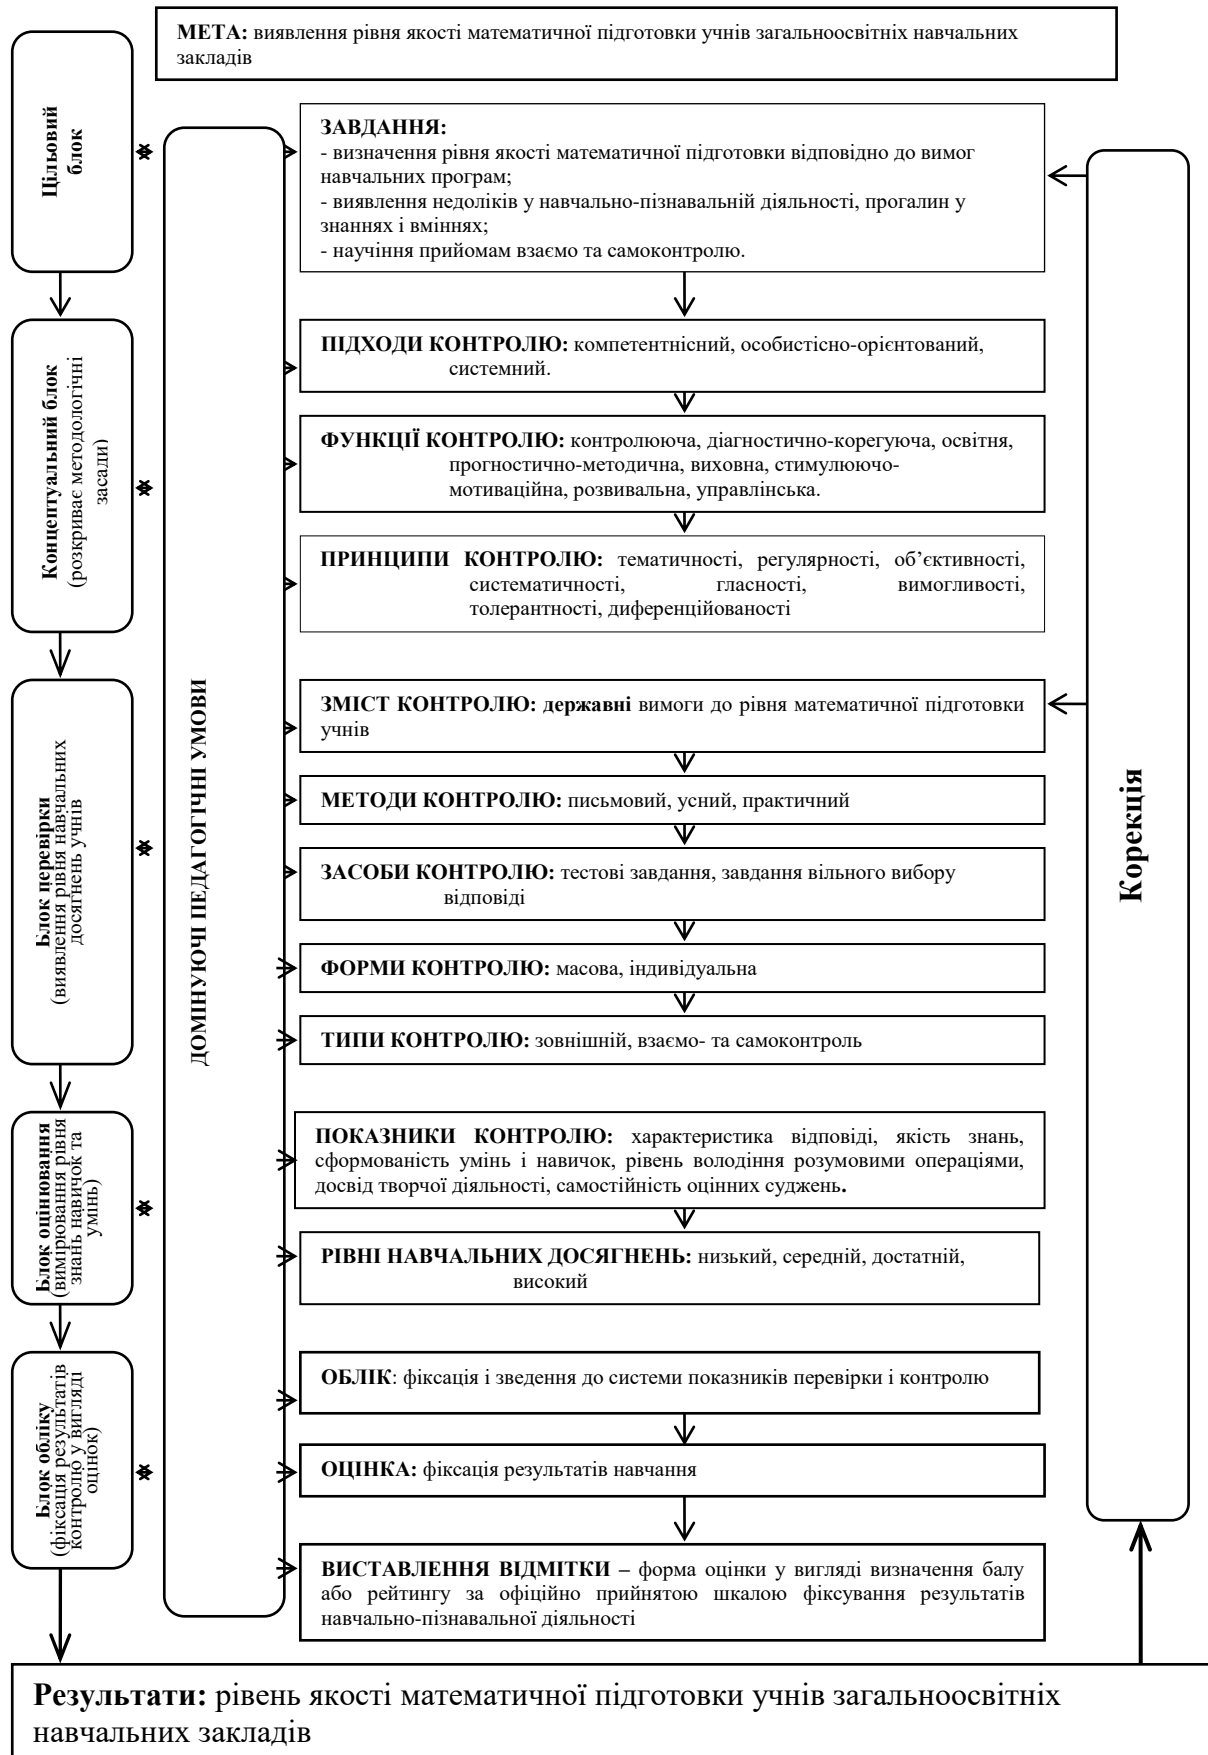 МЕТА: виявлення рівня якості математичної підготовки учнів загальноосвітніх навчальних
закладів
Цільовий
блок
ЗАВДАННЯ:
- визначення рівня якості математичної підготовки відповідно до вимог
навчальних програм;
- виявлення недоліків у навчально-пізнавальній діяльності, прогалин у
знаннях і вміннях;
- научіння прийомам взаємо та самоконтролю.
Концептуальний блок
(розкриває методологічні
засади)
ПІДХОДИ КОНТРОЛЮ: компетентнісний, особистісно-орієнтований,
системний.
ФУНКЦІЇ КОНТРОЛЮ: контролююча, діагностично-корегуюча, освітня,
прогностично-методична, виховна, стимулюючо-
мотиваційна, розвивальна, управлінська.
ПРИНЦИПИ КОНТРОЛЮ: тематичності, регулярності, об’єктивності,
систематичності, гласності, вимогливості,
толерантності, диференційованості
ДОМІНУЮЧІ ПЕДАГОГІЧНІ УМОВИ
Блок перевірки
(виявлення рівня навчальних
досягнень учнів
ЗМІСТ КОНТРОЛЮ: державні вимоги до рівня математичної підготовки
учнів
МЕТОДИ КОНТРОЛЮ: письмовий, усний, практичний
ЗАСОБИ КОНТРОЛЮ: тестові завдання, завдання вільного вибору
відповіді
ФОРМИ КОНТРОЛЮ: масова, індивідуальна
ТИПИ КОНТРОЛЮ: зовнішній, взаємо- та самоконтроль
Корекція
Блок оцінювання
(вимірювання рівня
знань навичок та
умінь)
ПОКАЗНИКИ КОНТРОЛЮ: характеристика відповіді, якість знань,
сформованість умінь і навичок, рівень володіння розумовими операціями,
досвід творчої діяльності, самостійність оцінних суджень.
РІВНІ НАВЧАЛЬНИХ ДОСЯГНЕНЬ: низький, середній, достатній,
високий
Блок обліку
(фіксація результатів
контролю у вигляді
оцінок)
ОБЛІК: фіксація і зведення до системи показників перевірки і контролю
ОЦІНКА: фіксація результатів навчання
ВИСТАВЛЕННЯ ВІДМІТКИ – форма оцінки у вигляді визначення балу
або рейтингу за офіційно прийнятою шкалою фіксування результатів
навчально-пізнавальної діяльності
Результати: рівень якості математичної підготовки учнів загальноосвітніх
навчальних закладів